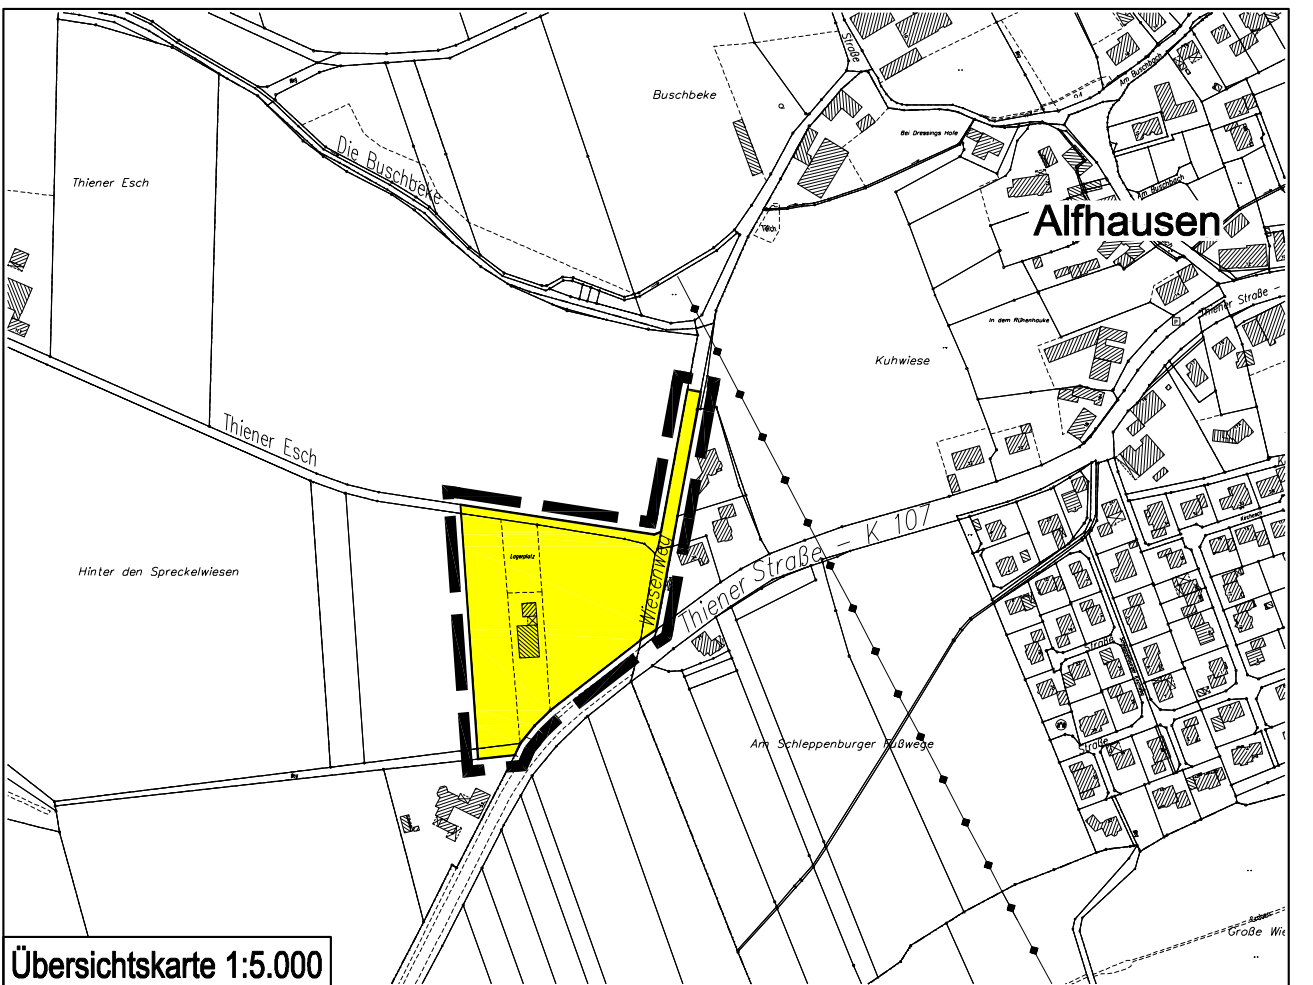 Straße
Am Buschbach
Buschbeke
Bei Dressings Hofe
Die Buschbeke
Thiener Esch
Am Buschbach
Alfhausen
Teich
Thiener Straße -
In dem Rühenhauke
Kuhwiese
Thiener Esch
Thiener Straße - K 107
Lagerplatz
Hinter den Spreckelwiesen
Wiesenweg
Straße
Am Schleppenburger Fußwege
Straße
Große Wie
Übersichtskarte 1:5.000